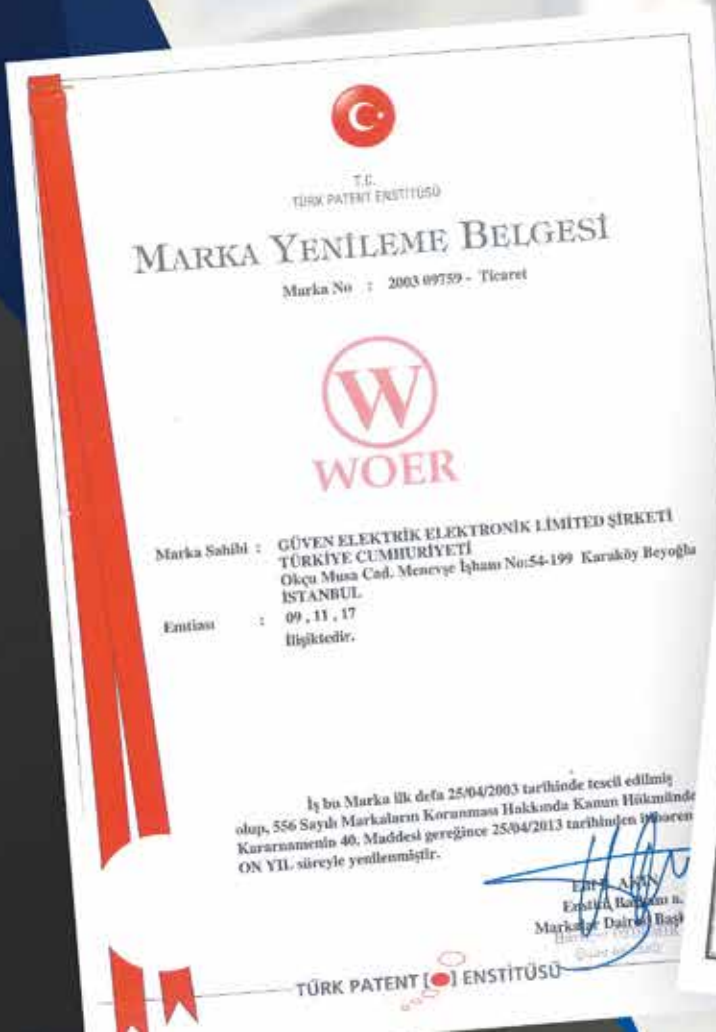 T.C.
TÜRK PATENT ENSTİTÜSÜ
MARKA YENİLEME BELGESİ
Marka No : 2003 09759 - Ticaret
W
WOER
Marka Sahibi : GÜVEN ELEKTRİK ELEKTRONİK LİMİTED ŞİRKETİ
TÜRKİYE CUMHURİYETİ
Okçu Musa Cad. Menevşe İşhanı No:54-199 Karaköy Beyoğlu
İSTANBUL
Emtiası : 09 , 11 , 17
İlişiktedir.
İş bu Marka ilk defa 25/04/2003 tarihinde tescil edilmiş
olup, 556 Sayılı Markaların Korunması Hakkında Kanun Hükmünde
Kararnamenin 40. Maddesi gereğince 25/04/2013 tarihinden itibaren
ON YIL süreyle yenilenmiştir.
Enstitü a.
Markalar Dairesi
TÜRK PATENT [ ] ENSTİTÜSÜ